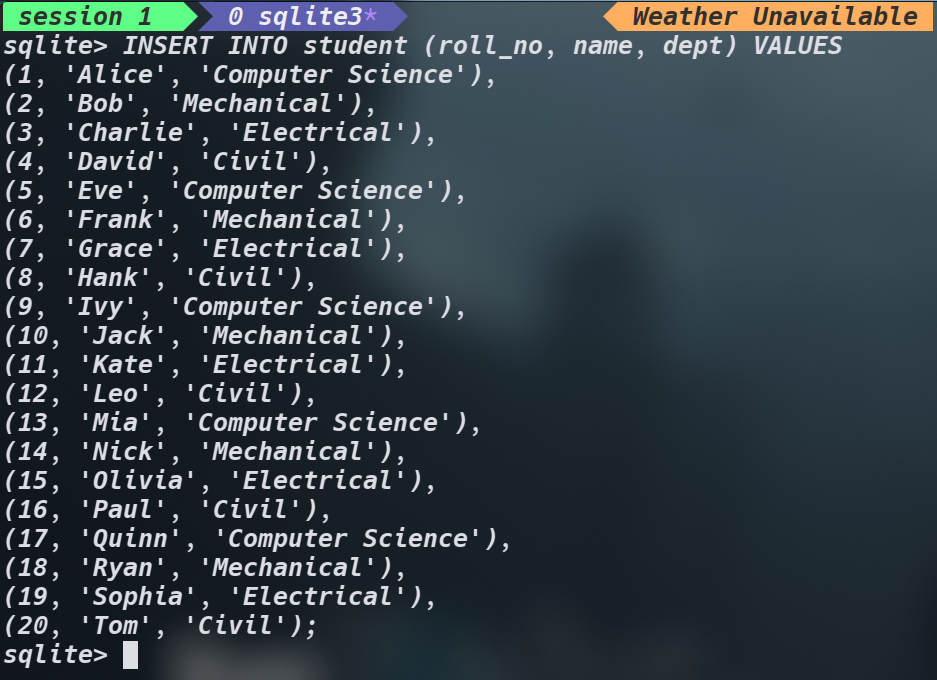 session 1 0 sqlite3* Weather Unavailable
sqlite> INSERT INTO student (roll_no, name, dept) VALUES
(1, 'Alice', 'Computer Science'),
(2, 'Bob', 'Mechanical'),
(3, 'Charlie', 'Electrical'),
(4, 'David', 'Civil'),
(5, 'Eve', 'Computer Science'),
(6, 'Frank', 'Mechanical'),
(7, 'Grace', 'Electrical'),
(8, 'Hank', 'Civil'),
(9, 'Ivy', 'Computer Science'),
(10, 'Jack', 'Mechanical'),
(11, 'Kate', 'Electrical'),
(12, 'Leo', 'Civil'),
(13, 'Mia', 'Computer Science'),
(14, 'Nick', 'Mechanical'),
(15, 'Olivia', 'Electrical'),
(16, 'Paul', 'Civil'),
(17, 'Quinn', 'Computer Science'),
(18, 'Ryan', 'Mechanical'),
(19, 'Sophia', 'Electrical'),
(20, 'Tom', 'Civil');
sqlite>